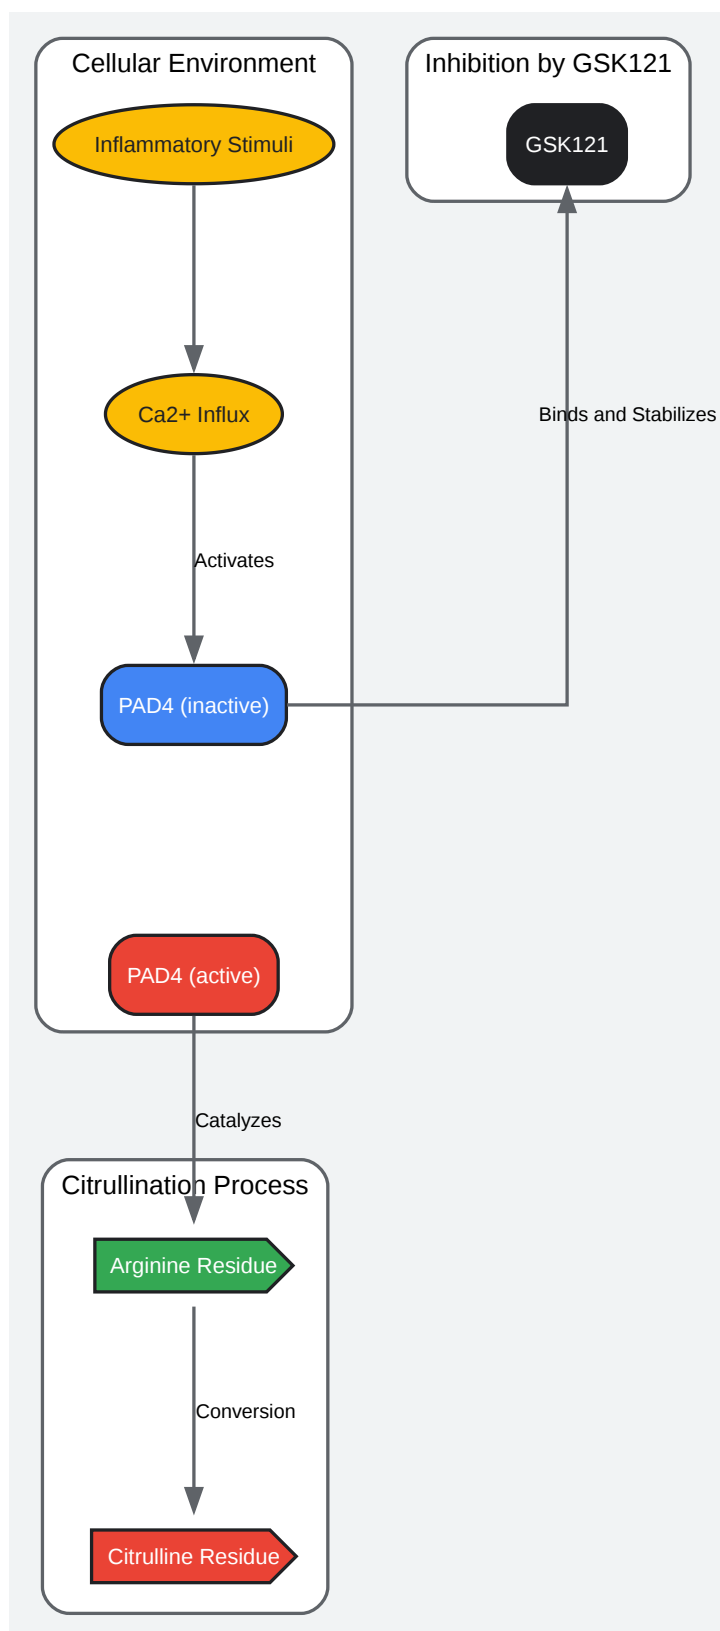 Cellular Environment
Inhibition by GSK121
Inflammatory Stimuli
GSK121
Ca2+ Influx
Binds and Stabilizes
Activates
PAD4 (inactive)
PAD4 (active)
Catalyzes
Citrullination Process
Arginine Residue
Conversion
Citrulline Residue